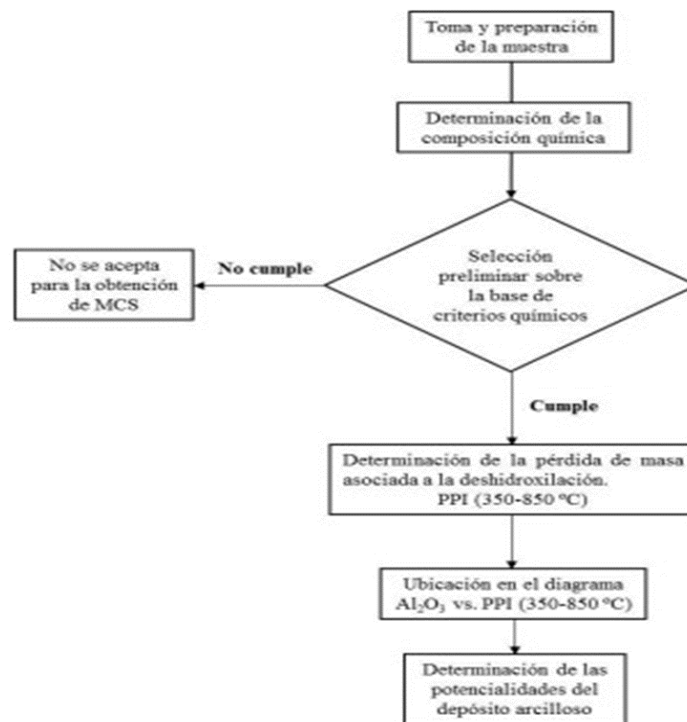 Toma y preparación
de la muestra
Determinación de la
composición química
Selección
preliminar sobre
la base de
criterios químicos
No cumple
No se acepta
para la obtención
de MCS
Cumple
Determinación de la pérdida de masa
asociada a la deshidroxilación.
PPI (350-850 ºC)
Ubicación en el diagrama
Al₂O₃ vs. PPI (350-850 ºC)
Determinación de las
potencialidades del
depósito arcilloso